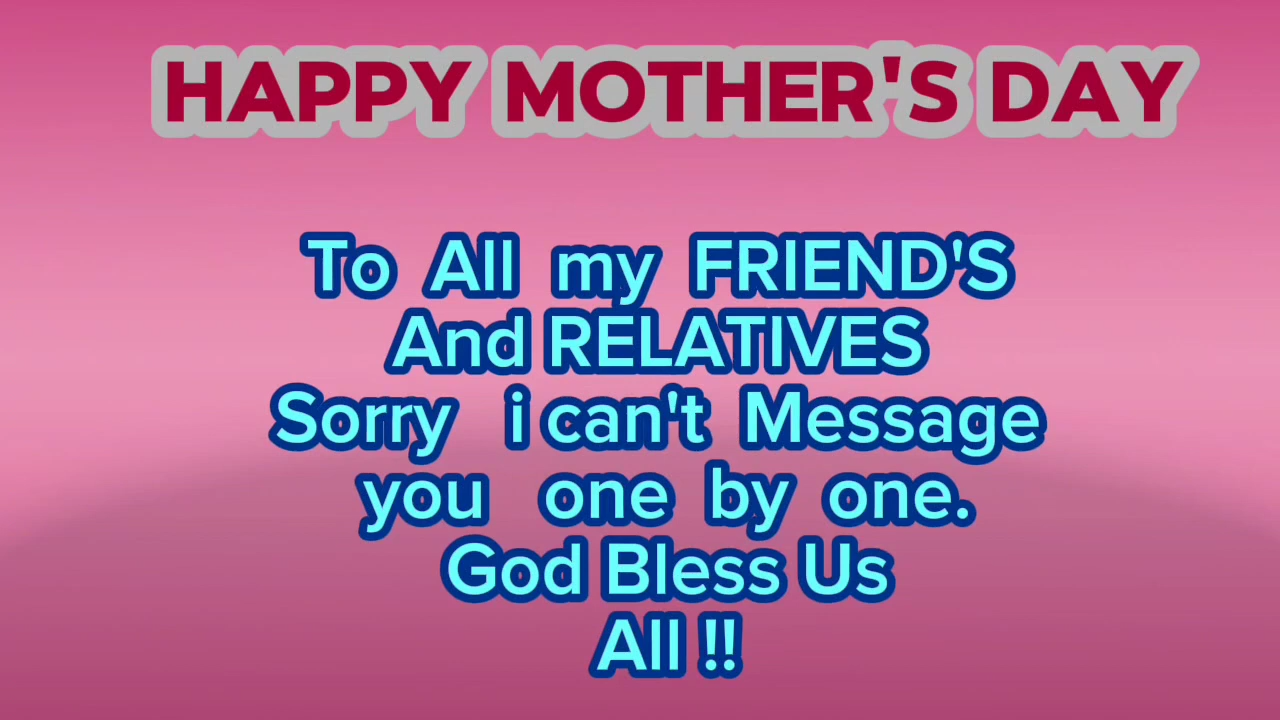 HAPPY MOTHER'S DAY
To All my FRIEND'S
And RELATIVES
Sorry i can't Message
you one by one.
God Bless Us
All !!